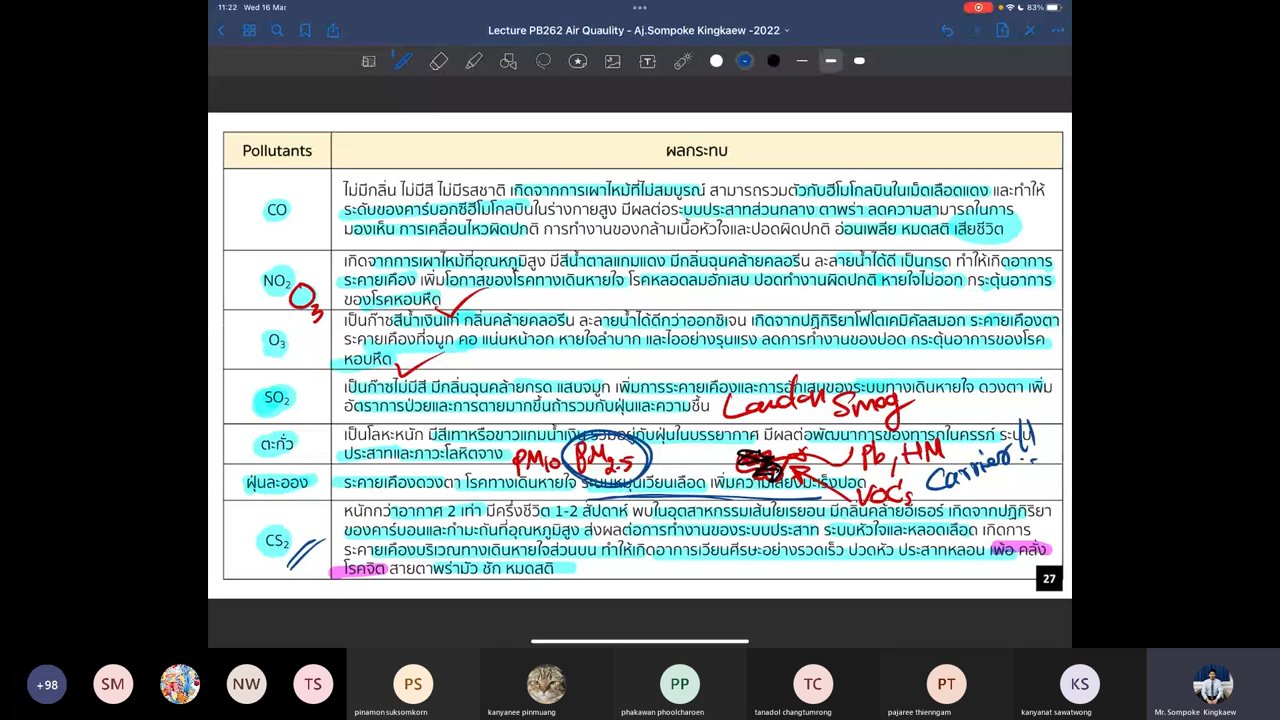 11:22 Wed 16 Mar
83%
Lecture PB262 Air Quaulity - Aj.Sompoke Kingkaew -2022
Pollutants ผลกระทบ
CO
ไม่มีกลิ่น ไม่มีสี ไม่มีรสชาติ เกิดจากการเผาไหม้ที่ไม่สมบูรณ์ สามารถรวมตัวกับฮีโมโกลบินในเม็ดเลือดแดง และทำให้
ระดับของคาร์บอกซีฮีโมโกลบินในร่างกายสูง มีผลต่อระบบประสาทส่วนกลาง ตาพร่า ลดความสามารถในการ
มองเห็น การเคลื่อนไหวผิดปกติ การทำงานของกล้ามเนื้อหัวใจและปอดผิดปกติ อ่อนเพลีย หมดสติ เสียชีวิต
NO2
O3
เกิดจากการเผาไหม้ที่อุณหภูมิสูง มีสีน้ำตาลแกมแดง มีกลิ่นฉุนคล้ายคลอรีน ละลายน้ำได้ดี เป็นกรด ทำให้เกิดอาการ
ระคายเคือง เพิ่มโอกาสของโรคทางเดินหายใจ โรคหลอดลมอักเสบ ปอดทำงานผิดปกติ หายใจไม่ออก กระตุ้นอาการ
ของโรคหอบหืด
O3
เป็นก๊าซสีน้ำเงินแก่ กลิ่นคล้ายคลอรีน ละลายน้ำได้ดีกว่าออกซิเจน เกิดจากปฏิกิริยาโฟโตเคมิคัลสมอก ระคายเคืองตา
ระคายเคืองที่จมูก คอ แน่นหน้าอก หายใจลำบาก และไออย่างรุนแรง ลดการทำงานของปอด กระตุ้นอาการของโรค
หอบหืด
SO2
เป็นก๊าซไม่มีสี มีกลิ่นฉุนคล้ายกรด แสบจมูก เพิ่มการระคายเคืองและการอักเสบของระบบทางเดินหายใจ ดวงตา เพิ่ม
อัตราการป่วยและการตายมากขึ้นถ้ารวมกับฝุ่นและความชื้น
London Smog
ตะกั่ว
เป็นโลหะหนัก มีสีเทาหรือขาวแกมน้ำเงิน รวมอยู่กับฝุ่นในบรรยากาศ มีผลต่อพัฒนาการของทารกในครรภ์ ระบบ
ประสาทและภาวะโลหิตจาง
PM10 PM2.5
Pb, HM
Carrier!!
VOCs
ฝุ่นละออง
ระคายเคืองดวงตา โรคทางเดินหายใจ ระบบหมุนเวียนเลือด เพิ่มความเสี่ยงมะเร็งปอด
CS2
หนักกว่าอากาศ 2 เท่า มีครึ่งชีวิต 1-2 สัปดาห์ พบในอุตสาหกรรมเส้นใยเรยอน มีกลิ่นคล้ายอีเธอร์ เกิดจากปฏิกิริยา
ของคาร์บอนและกำมะถันที่อุณหภูมิสูง ส่งผลต่อการทำงานของระบบประสาท ระบบหัวใจและหลอดเลือด เกิดการ
ระคายเคืองบริเวณทางเดินหายใจส่วนบน ทำให้เกิดอาการเวียนศีรษะอย่างรวดเร็ว ปวดหัว ประสาทหลอน เพ้อ คลั่ง
โรคจิต สายตาพร่ามัว ชัก หมดสติ
27
+98 SM NW TS PS PP TC PT KS
pinamon suksomkorn kanyanee pinmuang phakawan phoolcharoen tanadol changtumrong pajaree thienngam kanyanat sawatwong Mr. Sompoke Kingkaew